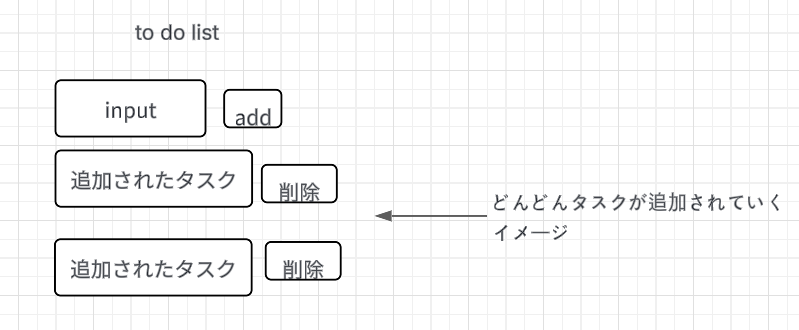 to do list
input
add
追加されたタスク
削除
どんどんタスクが追加されていく
イメージ
追加されたタスク
削除